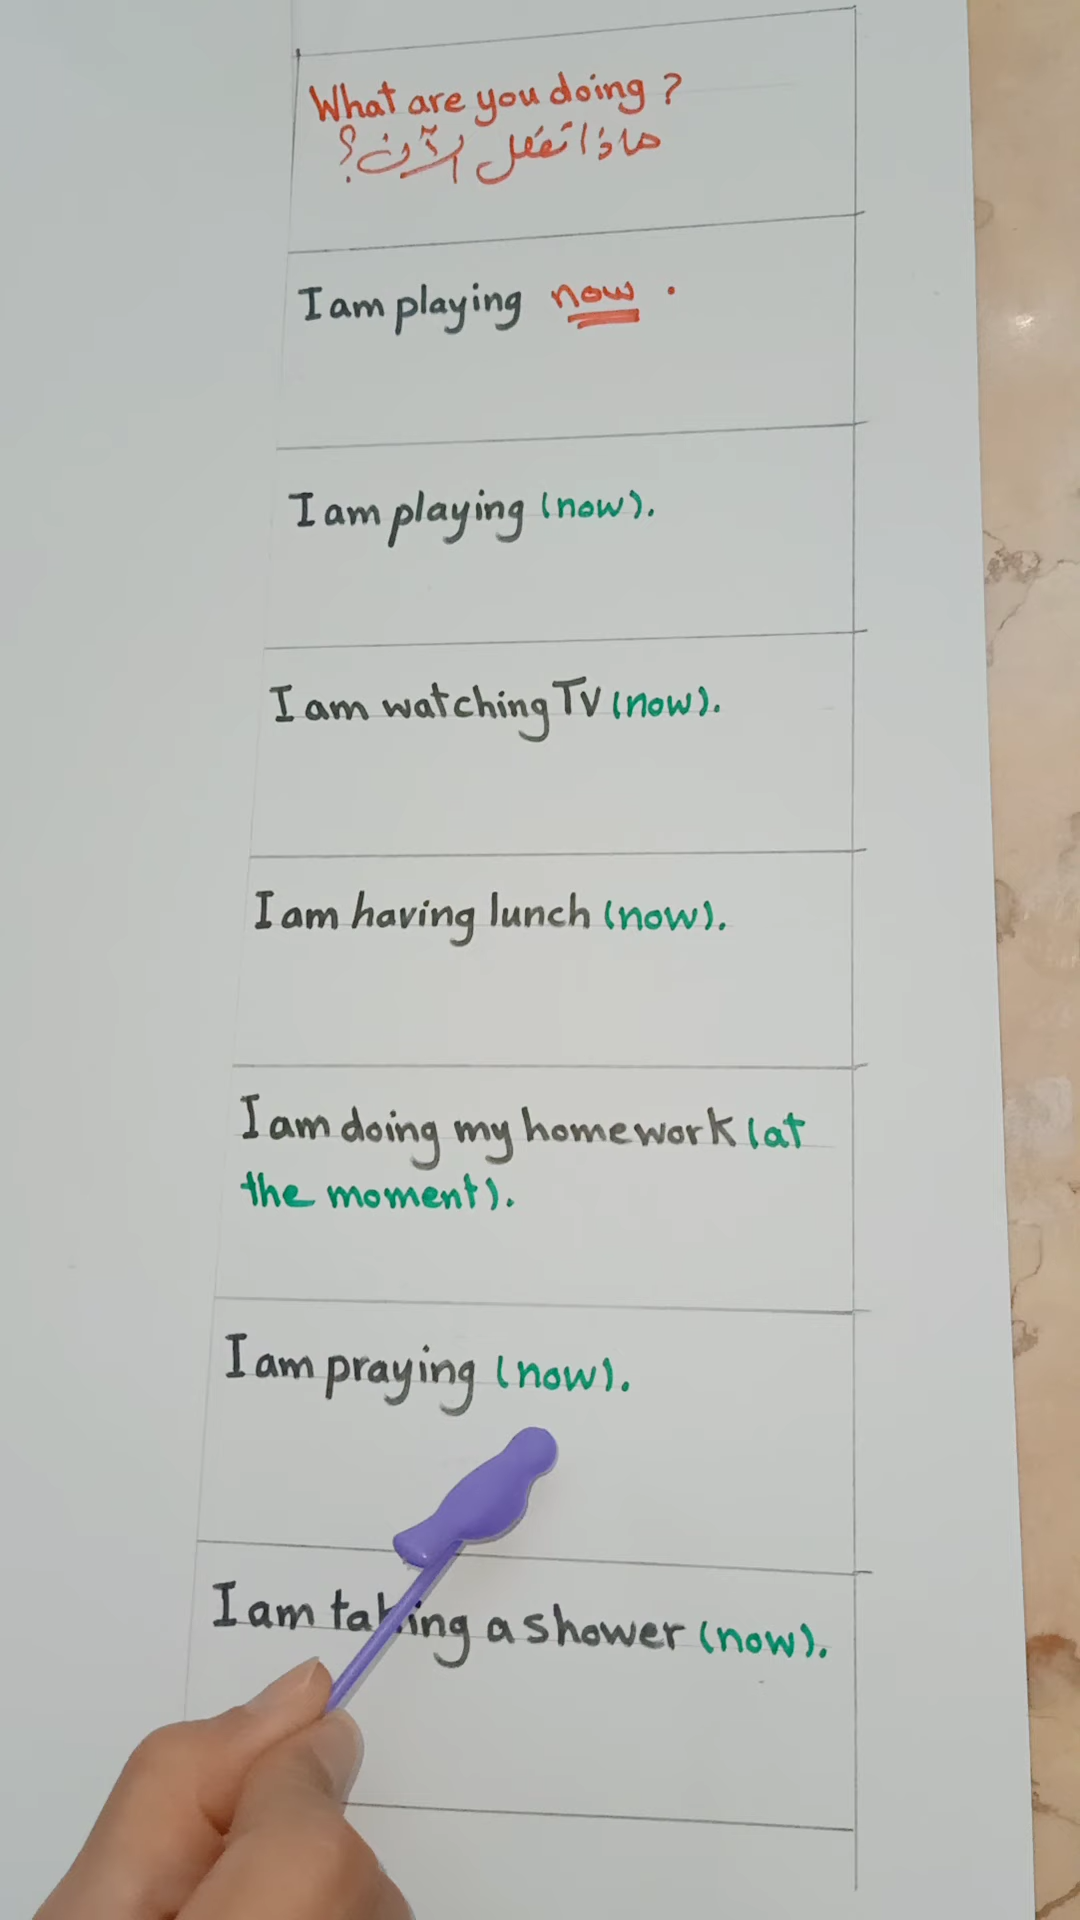 What are you doing ?
ماذا تفعل الآن؟
I am playing now .
I am playing (now).
I am watching TV (now).
I am having lunch (now).
I am doing my homework (at
the moment).
I am praying (now).
I am taking a shower (now).